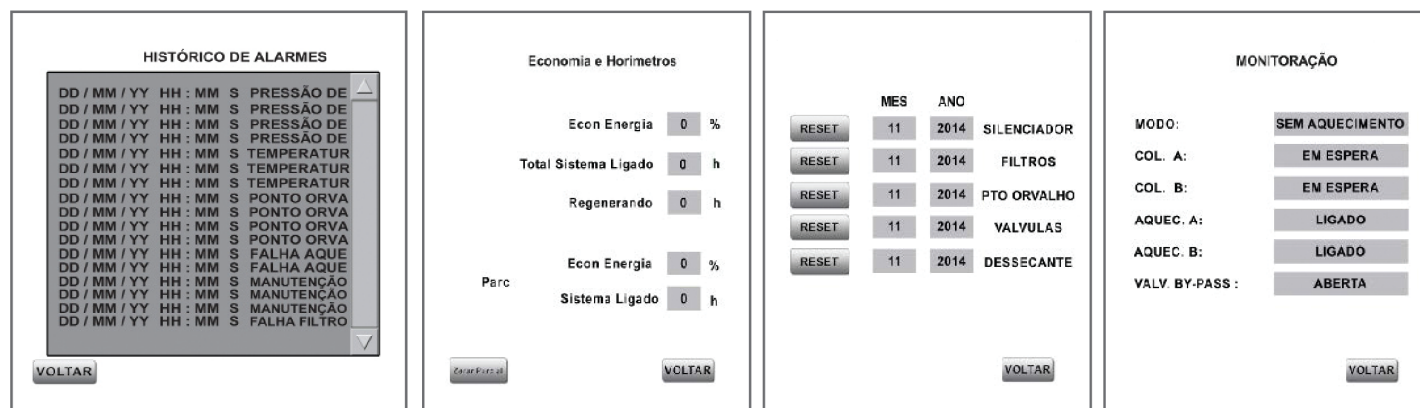 HISTÓRICO DE ALARMES
DD / MM / YY HH : MM S PRESSÃO DE
DD / MM / YY HH : MM S PRESSÃO DE
DD / MM / YY HH : MM S PRESSÃO DE
DD / MM / YY HH : MM S PRESSÃO DE
DD / MM / YY HH : MM S TEMPERATUR
DD / MM / YY HH : MM S TEMPERATUR
DD / MM / YY HH : MM S TEMPERATUR
DD / MM / YY HH : MM S PONTO ORVA
DD / MM / YY HH : MM S PONTO ORVA
DD / MM / YY HH : MM S PONTO ORVA
DD / MM / YY HH : MM S PONTO ORVA
DD / MM / YY HH : MM S FALHA AQUE
DD / MM / YY HH : MM S FALHA AQUE
DD / MM / YY HH : MM S MANUTENÇÃO
DD / MM / YY HH : MM S MANUTENÇÃO
DD / MM / YY HH : MM S MANUTENÇÃO
DD / MM / YY HH : MM S FALHA FILTRO
VOLTAR
Economia e Horimetros
Econ Energia 0 %
Total Sistema Ligado 0 h
Regenerando 0 h
Econ Energia 0 %
Parc
Sistema Ligado 0 h
Zerar Parcial
VOLTAR
MES ANO
RESET 11 2014 SILENCIADOR
RESET 11 2014 FILTROS
RESET 11 2014 PTO ORVALHO
RESET 11 2014 VALVULAS
RESET 11 2014 DESSECANTE
VOLTAR
MONITORAÇÃO
MODO: SEM AQUECIMENTO
COL. A: EM ESPERA
COL. B: EM ESPERA
AQUEC. A: LIGADO
AQUEC. B: LIGADO
VALV. BY-PASS : ABERTA
VOLTAR